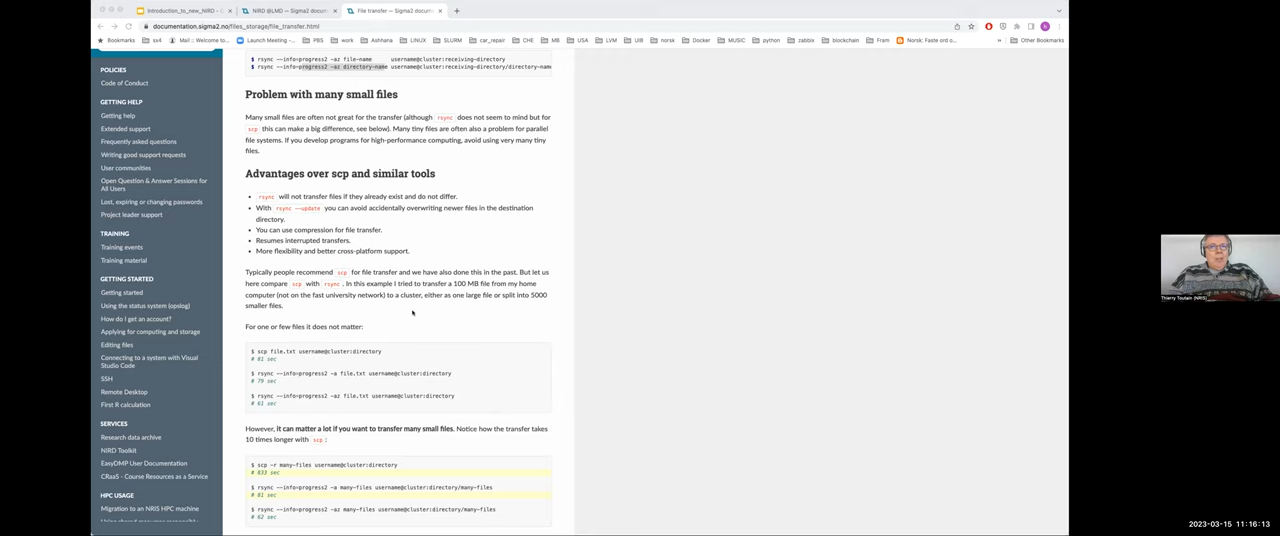 Introduction_to_new_NIRD - G
NIRD @LMD — Sigma2 docum
File transfer — Sigma2 docum
documentation.sigma2.no/files_storage/file_transfer.html
sx4
Mail :: Welcome to ...
Launch Meeting -...
PBS
work
Ashhana
LINUX
SLURM
car_repair
CHE
MB
USA
LVM
UIB
norsk
Docker
MUSIC
python
zabbix
blockchain
Fram
Norsk: Faste ord o...
Other Bookmarks
POLICIES
Code of Conduct
GETTING HELP
Getting help
Extended support
Frequently asked questions
Writing good support requests
User communities
Open Question & Answer Sessions for
All Users
Lost, expiring or changing passwords
Project leader support
TRAINING
Training events
Training material
GETTING STARTED
Getting started
Using the status system (opslog)
How do I get an account?
Applying for computing and storage
Editing files
Connecting to a system with Visual
Studio Code
SSH
Remote Desktop
First R calculation
SERVICES
Research data archive
NIRD Toolkit
EasyDMP User Documentation
CRaaS - Course Resources as a Service
HPC USAGE
Migration to an NRIS HPC machine
$ rsync --info=progress2 -az file-name username@cluster:receiving-directory
$ rsync --info=progress2 -az directory-name username@cluster:receiving-directory/directory-name
Problem with many small files
Many small files are often not great for the transfer (although rsync does not seem to mind but for
scp this can make a big difference, see below). Many tiny files are often also a problem for parallel
file systems. If you develop programs for high-performance computing, avoid using very many tiny
files.
Advantages over scp and similar tools
• rsync will not transfer files if they already exist and do not differ.
• With rsync --update you can avoid accidentally overwriting newer files in the destination
directory.
• You can use compression for file transfer.
• Resumes interrupted transfers.
• More flexibility and better cross-platform support.
Typically people recommend scp for file transfer and we have also done this in the past. But let us
here compare scp with rsync . In this example I tried to transfer a 100 MB file from my home
computer (not on the fast university network) to a cluster, either as one large file or split into 5000
smaller files.
For one or few files it does not matter:
$ scp file.txt username@cluster:directory
# 81 sec
$ rsync --info=progress2 -a file.txt username@cluster:directory
# 79 sec
$ rsync --info=progress2 -az file.txt username@cluster:directory
# 61 sec
However, it can matter a lot if you want to transfer many small files. Notice how the transfer takes
10 times longer with scp :
$ scp -r many-files username@cluster:directory
# 833 sec
$ rsync --info=progress2 -a many-files username@cluster:directory/many-files
# 81 sec
$ rsync --info=progress2 -az many-files username@cluster:directory/many-files
# 62 sec
Thierry Toutain (NRIS)
2023-03-15 11:16:13